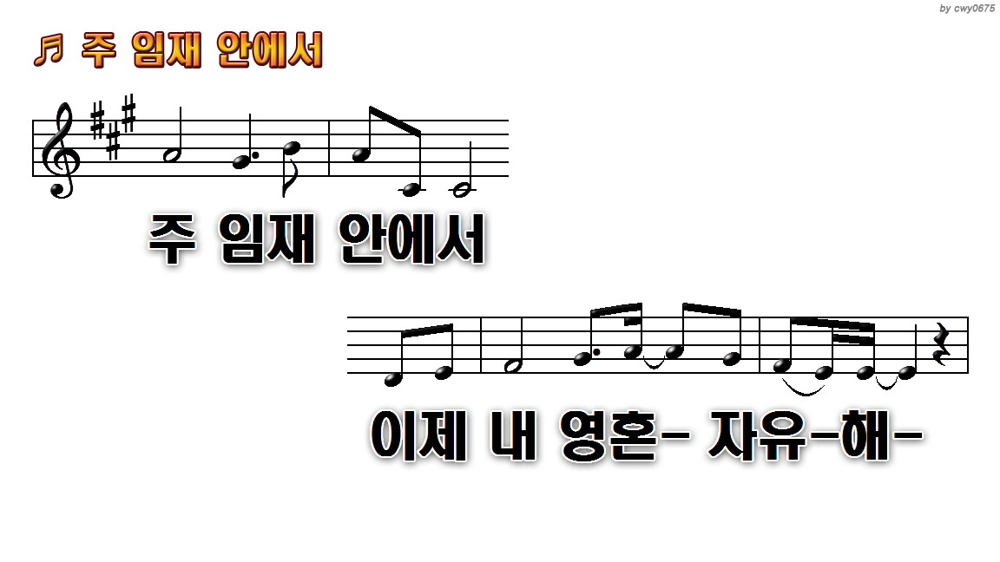 by cwy0675
♬ 주 임재 안에서
주 임재 안에서
이제 내 영혼- 자유-해-